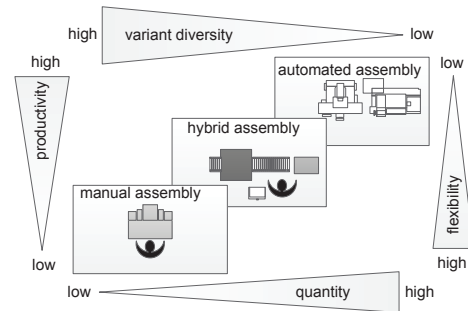 high
variant diversity
low
high
productivity
low
automated assembly
hybrid assembly
manual assembly
low
flexibility
high
low
quantity
high